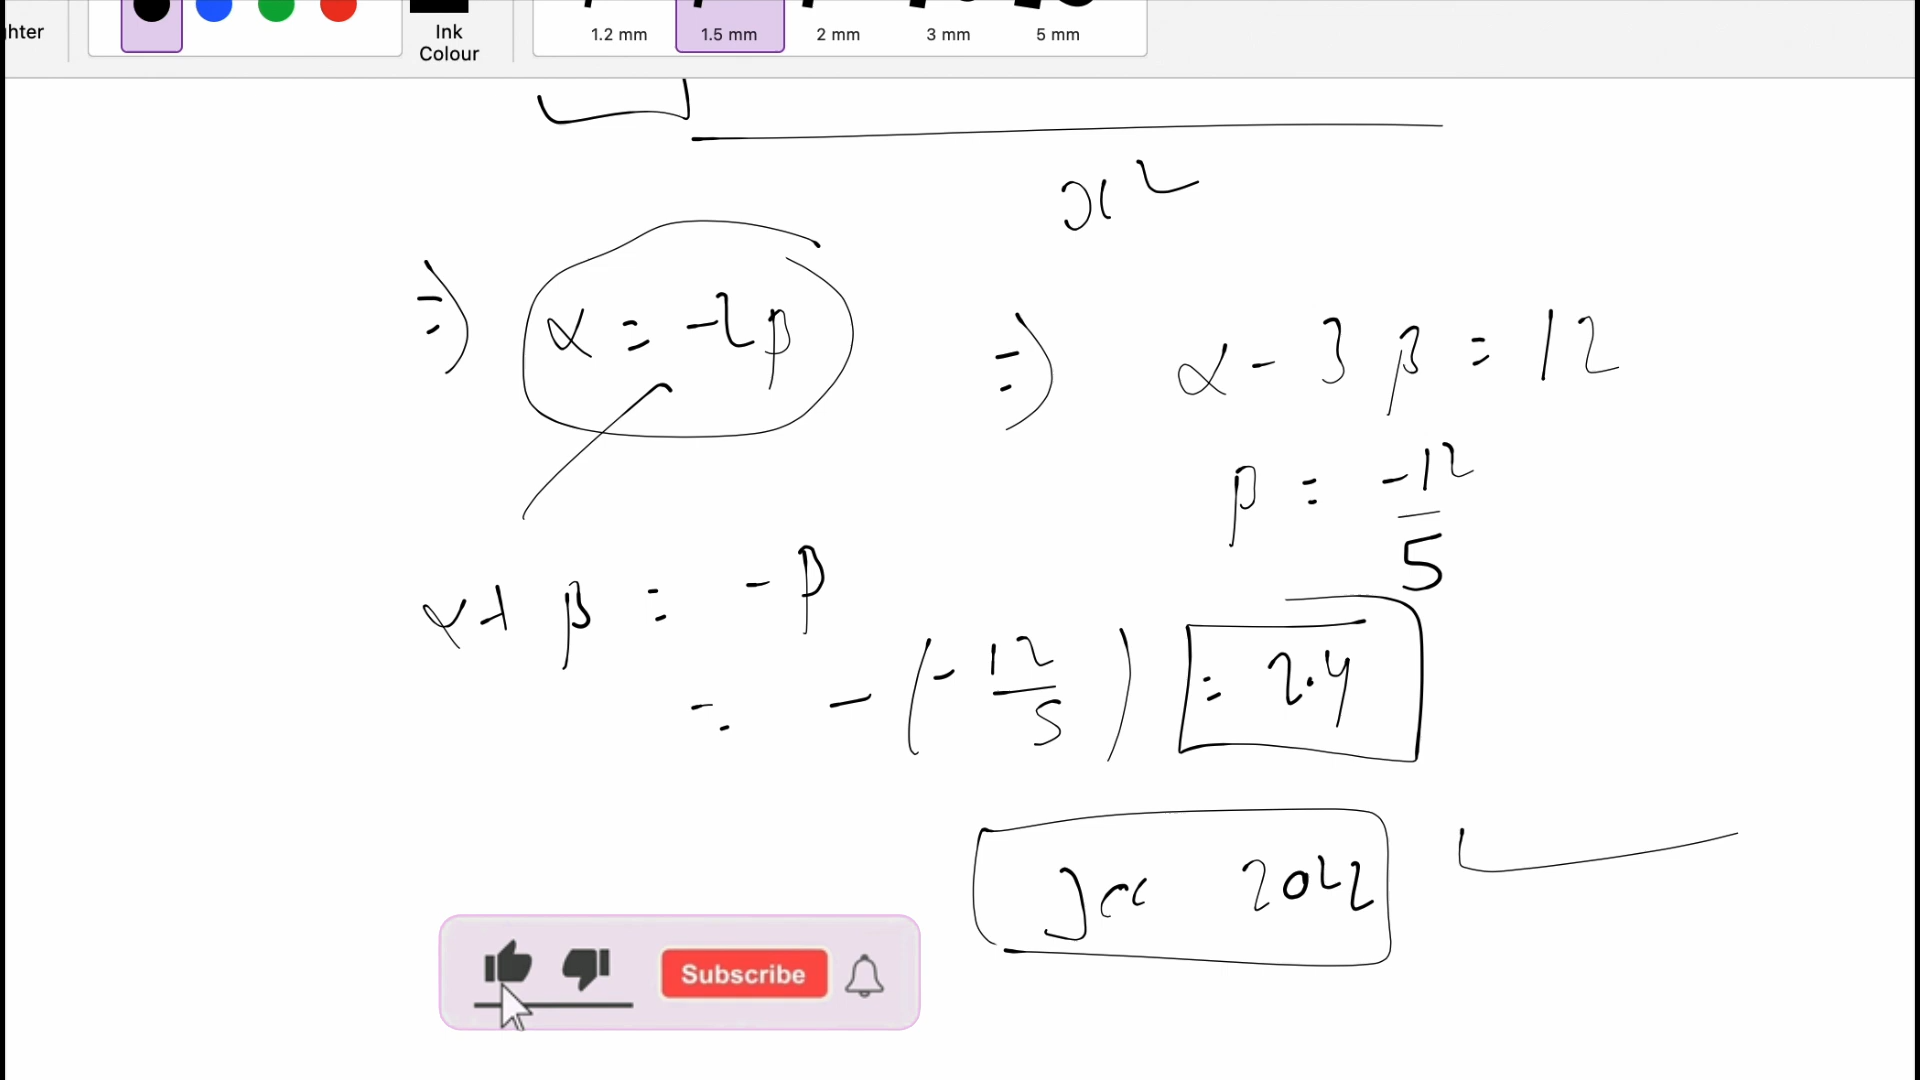 hter
Ink
Colour
1.2 mm
1.5 mm
2 mm
3 mm
5 mm
x²
⇒ α = -2β
⇒ α - 3β = 12
β = -12/5
α + β = -β
= -(-12/5) = 2.4
Jee 2022
Subscribe